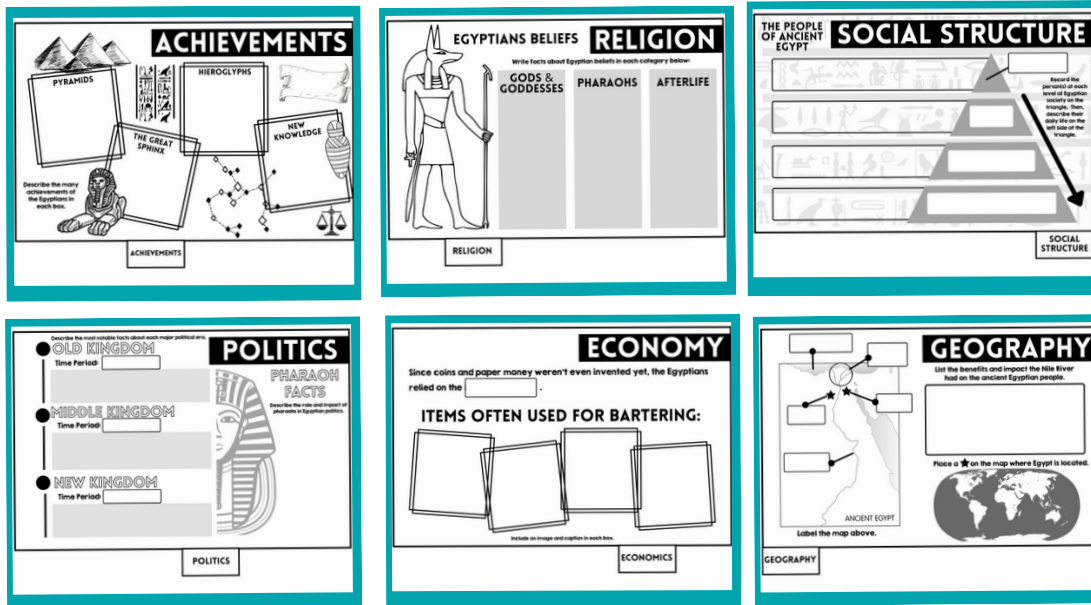 ACHIEVEMENTS
PYRAMIDS
HIEROGLYPHS
THE GREAT
SPHINX
NEW
KNOWLEDGE
Describe the many
achievements of
the Egyptians in
each box.
ACHIEVEMENTS
EGYPTIANS BELIEFS
RELIGION
Write facts about Egyptian beliefs in each category below:
GODS &
GODDESSES
PHARAOHS
AFTERLIFE
RELIGION
THE PEOPLE
OF ANCIENT
EGYPT
SOCIAL STRUCTURE
Record the
person(s) at each
level of Egyptian
society on the
triangle. Then,
describe their
daily life on the
left side of the
triangle.
SOCIAL
STRUCTURE
Describe the most notable facts about each major political era.
OLD KINGDOM
Time Period:
POLITICS
PHARAOH
FACTS
Describe the role and impact of
pharaohs in Egyptian politics.
MIDDLE KINGDOM
Time Period:
NEW KINGDOM
Time Period:
POLITICS
ECONOMY
Since coins and paper money weren't even invented yet, the Egyptians
relied on the .
ITEMS OFTEN USED FOR BARTERING:
Include an image and caption in each box.
ECONOMICS
GEOGRAPHY
List the benefits and impact the Nile River
had on the ancient Egyptian people.
Place a ★ on the map where Egypt is located.
ANCIENT EGYPT
Label the map above.
GEOGRAPHY